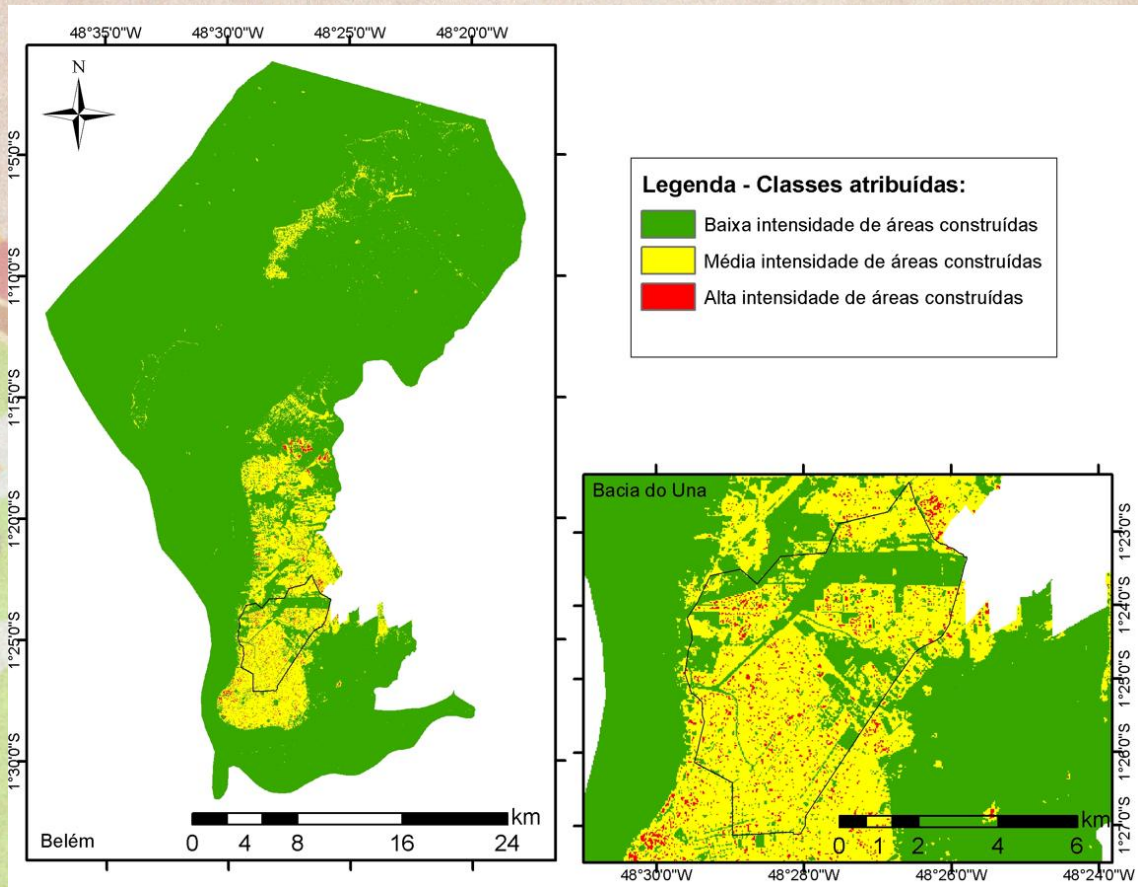 48°35'0"W 48°30'0"W 48°25'0"W 48°20'0"W
N
1°5'0"S
1°10'0"S
1°15'0"S
1°20'0"S
1°25'0"S
1°30'0"S
km
0 4 8 16 24
Belém
Legenda - Classes atribuídas:
Baixa intensidade de áreas construídas
Média intensidade de áreas construídas
Alta intensidade de áreas construídas
Bacia do Una
1°23'0"S
1°24'0"S
1°25'0"S
1°26'0"S
1°27'0"S
km
0 1 2 4 6
48°30'0"W 48°28'0"W 48°26'0"W 48°24'0"W